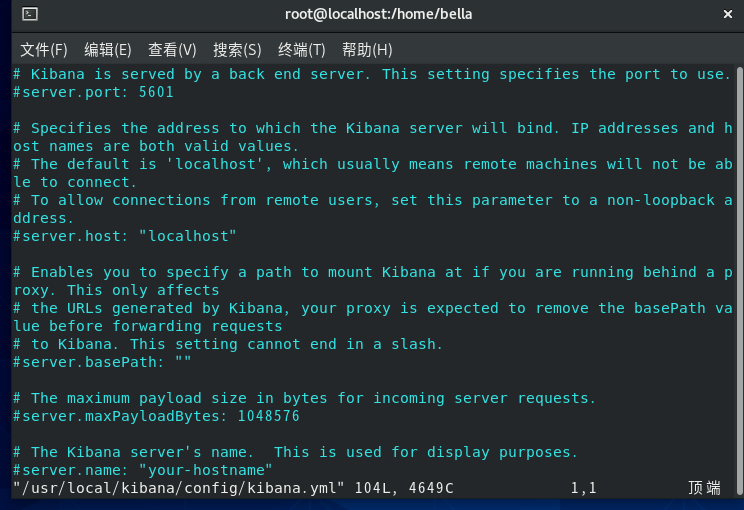 root@localhost:/home/bella
×
文件(F) 编辑(E) 查看(V) 搜索(S) 终端(T) 帮助(H)
# Kibana is served by a back end server. This setting specifies the port to use.
#server.port: 5601
# Specifies the address to which the Kibana server will bind. IP addresses and h
ost names are both valid values.
# The default is 'localhost', which usually means remote machines will not be ab
le to connect.
# To allow connections from remote users, set this parameter to a non-loopback a
ddress.
#server.host: "localhost"
# Enables you to specify a path to mount Kibana at if you are running behind a p
roxy. This only affects
# the URLs generated by Kibana, your proxy is expected to remove the basePath va
lue before forwarding requests
# to Kibana. This setting cannot end in a slash.
#server.basePath: ""
# The maximum payload size in bytes for incoming server requests.
#server.maxPayloadBytes: 1048576
# The Kibana server's name.  This is used for display purposes.
#server.name: "your-hostname"
"/usr/local/kibana/config/kibana.yml" 104L, 4649C 1,1 顶端